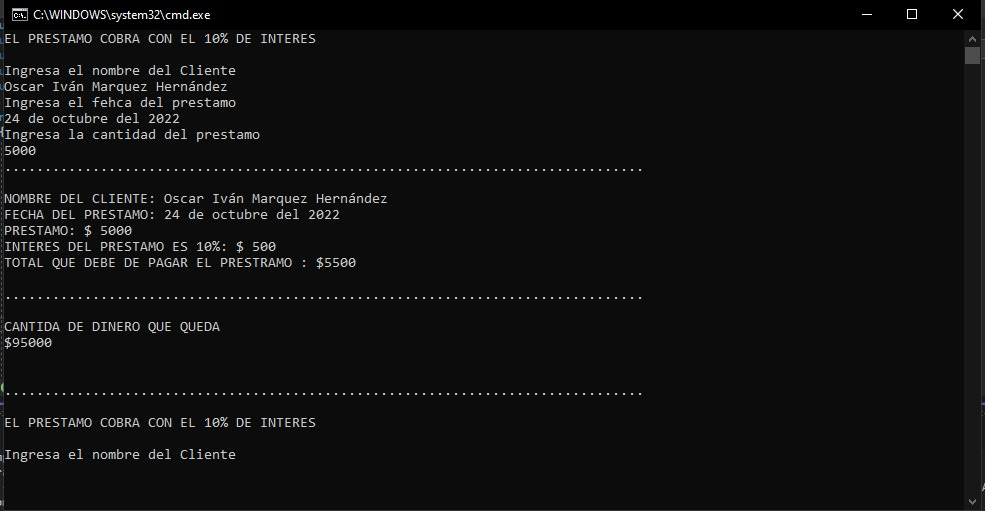 C:\WINDOWS\system32\cmd.exe
EL PRESTAMO COBRA CON EL 10% DE INTERES
Ingresa el nombre del Cliente
Oscar Iván Marquez Hernández
Ingresa el fehca del prestamo
24 de octubre del 2022
Ingresa la cantidad del prestamo
5000
................................................................................
NOMBRE DEL CLIENTE: Oscar Iván Marquez Hernández
FECHA DEL PRESTAMO: 24 de octubre del 2022
PRESTAMO: $ 5000
INTERES DEL PRESTAMO ES 10%: $ 500
TOTAL QUE DEBE DE PAGAR EL PRESTRAMO : $5500
................................................................................
CANTIDA DE DINERO QUE QUEDA
$95000
................................................................................
EL PRESTAMO COBRA CON EL 10% DE INTERES
Ingresa el nombre del Cliente